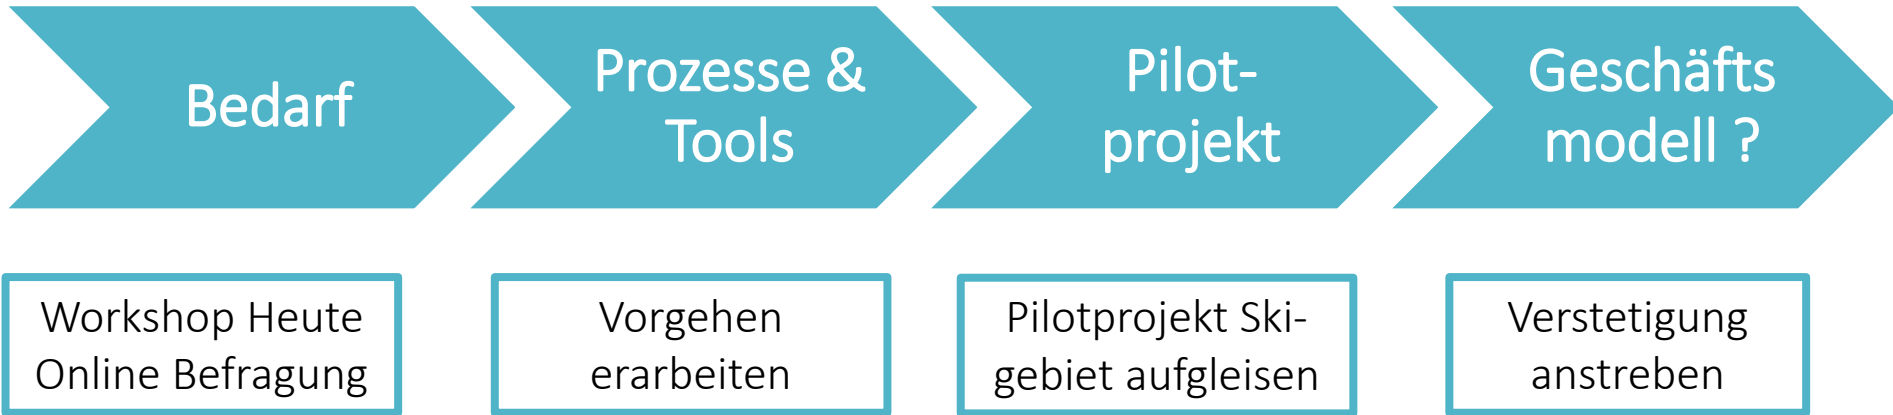 Bedarf
Prozesse &
Tools
Pilot-
projekt
Geschäfts
modell ?
Workshop Heute
Online Befragung
Vorgehen
erarbeiten
Pilotprojekt Ski-
gebiet aufgleisen
Verstetigung
anstreben